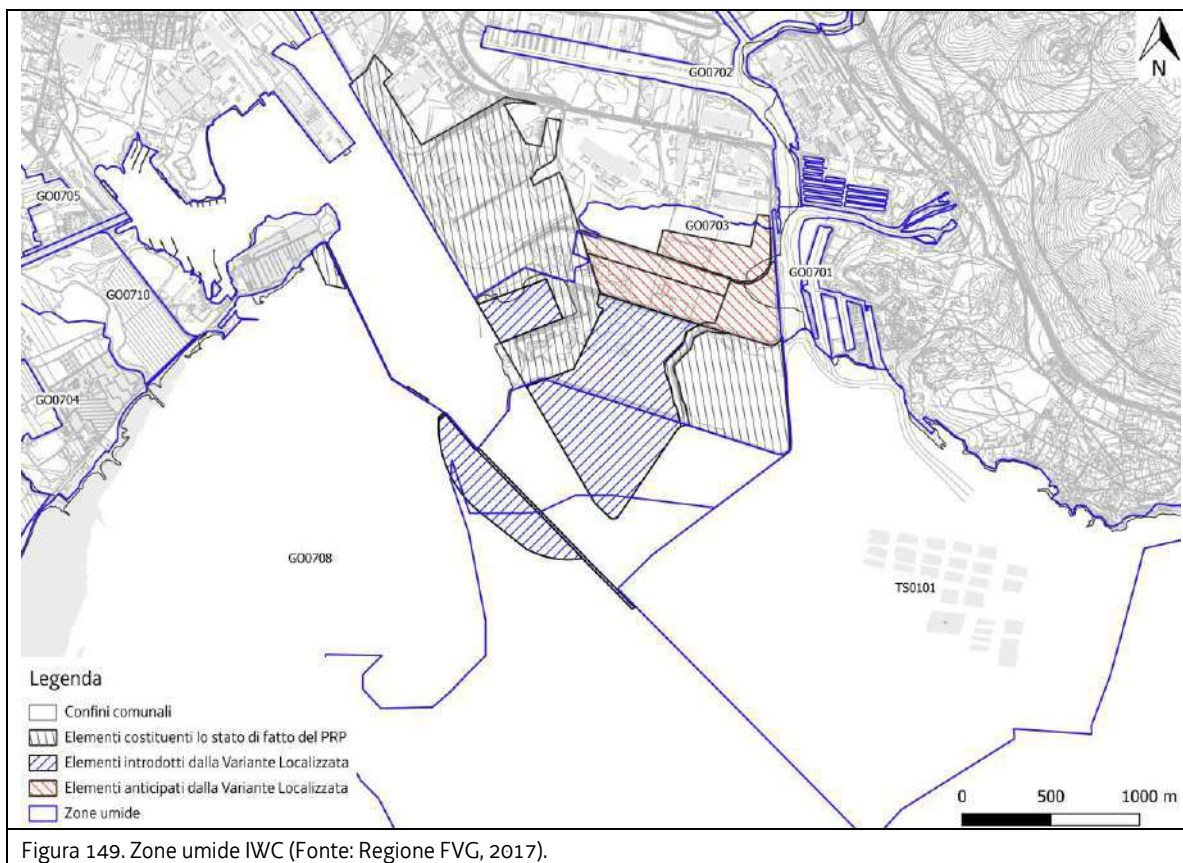 N
GO0702
GO0705
GO0703
GO0701
GO0710
GO0704
GO0708
TS0101
Legenda
Confini comunali
Elementi costituenti lo stato di fatto del PRP
Elementi introdotti dalla Variante Localizzata
Elementi anticipati dalla Variante Localizzata
Zone umide
0 500 1000 m
Figura 149. Zone umide IWC (Fonte: Regione FVG, 2017).